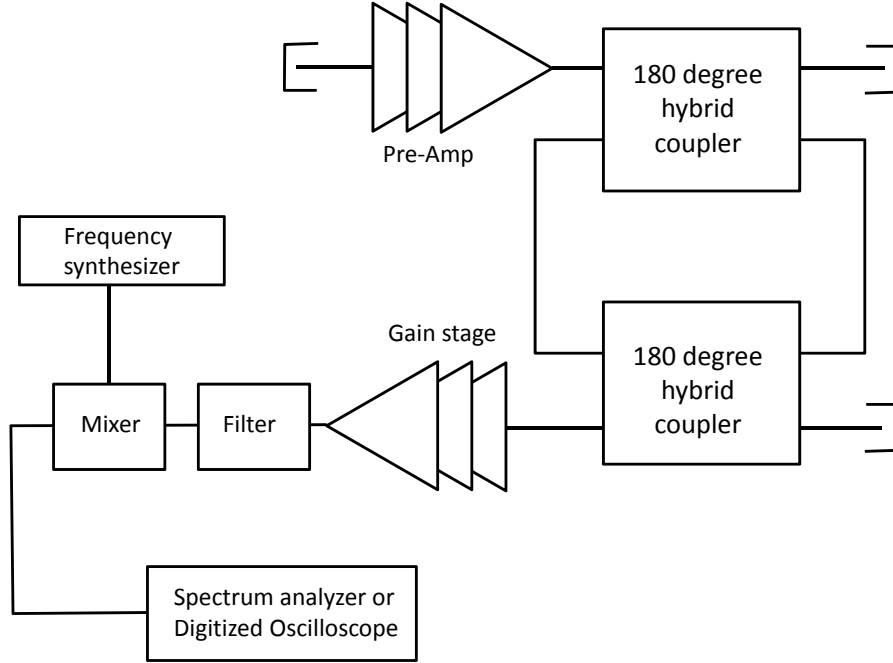 180 degree
hybrid
coupler
Pre-Amp
Frequency
synthesizer
Gain stage
180 degree
hybrid
coupler
Mixer
Filter
Spectrum analyzer or
Digitized Oscilloscope